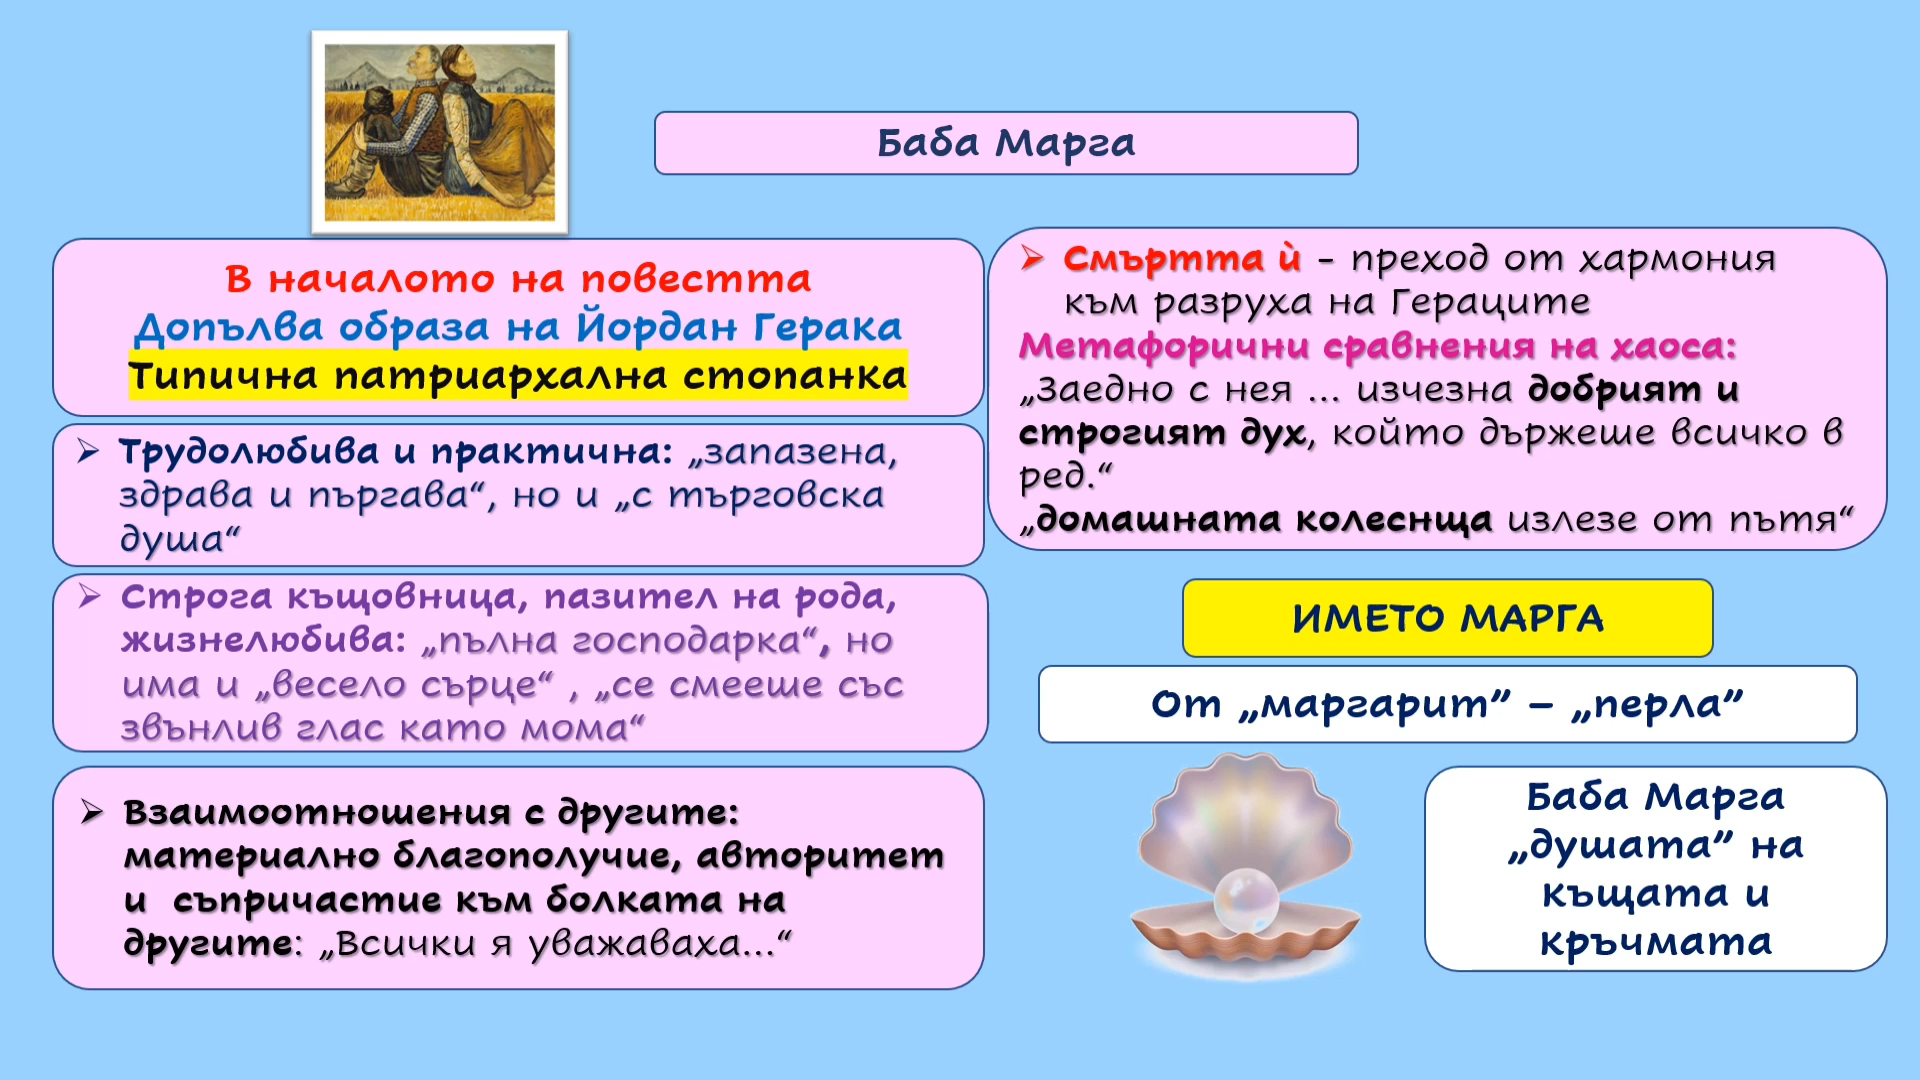 Баба Марга
В началото на повестта
Допълва образа на Йордан Герака
Типична патриархална стопанка
➢ Трудолюбива и практична: „запазена,
здрава и пъргава“, но и „с търговска
душа“
➢ Строга къщовница, пазител на рода,
жизнелюбива: „пълна господарка“, но
има и „весело сърце“ , „се смееше със
звънлив глас като мома“
➢ Взаимоотношения с другите:
материално благополучие, авторитет
и съпричастие към болката на
другите: „Всички я уважаваха...“
➢ Смъртта ѝ - преход от хармония
към разруха на Гераците
Метафорични сравнения на хаоса:
„Заедно с нея ... изчезна добрият и
строгият дух, който държеше всичко в
ред.“
„домашната колеснща излезе от пътя“
ИМЕТО МАРГА
От „маргарит” – „перла”
Баба Марга
„душата” на
къщата и
кръчмата